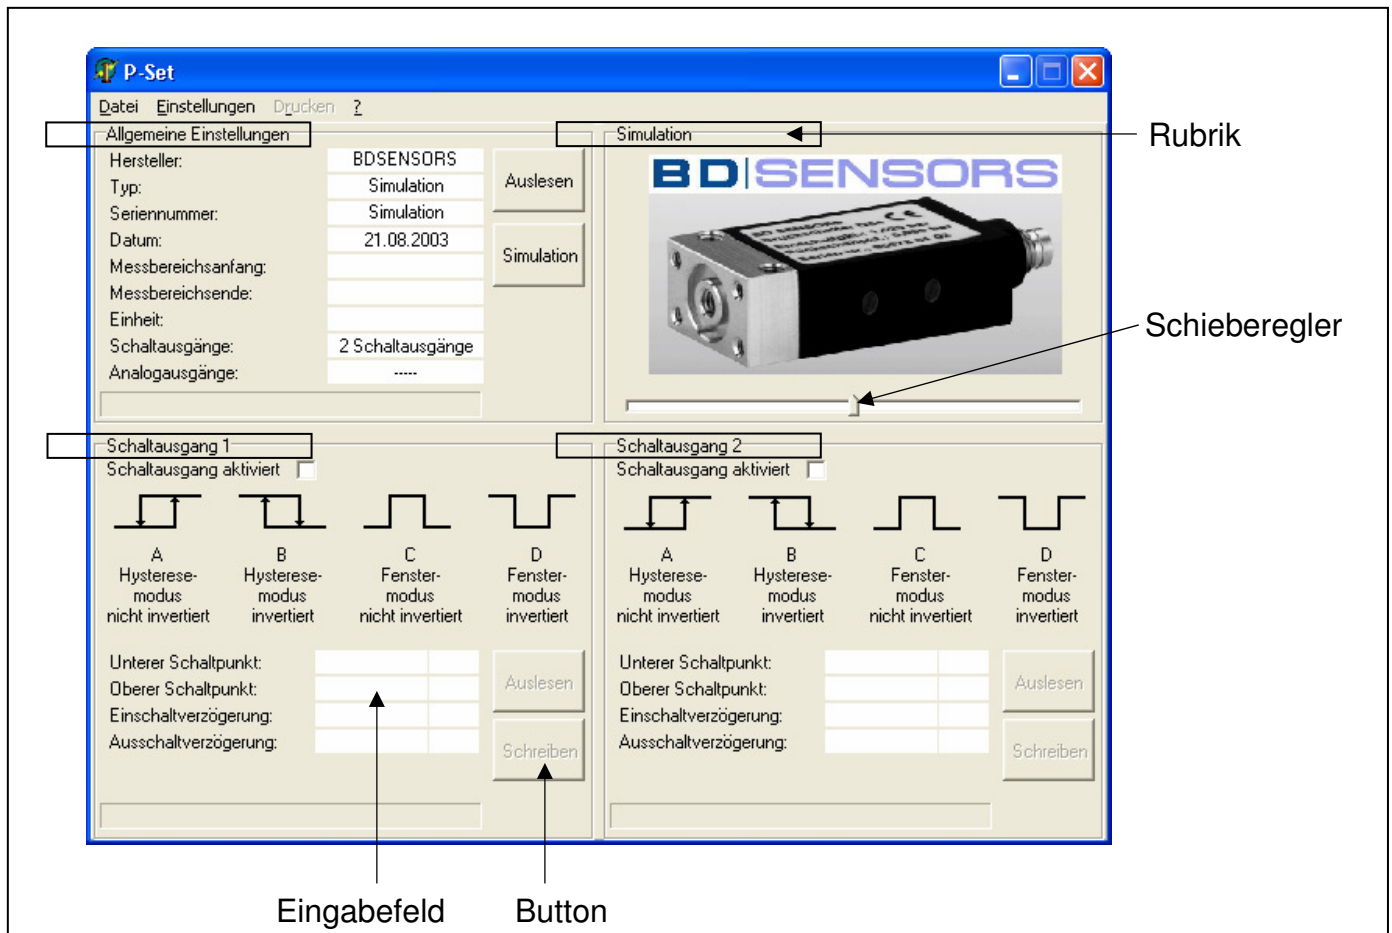 P-Set
Datei Einstellungen Drucken ?
Allgemeine Einstellungen
Hersteller: BDSENSORS
Typ: Simulation
Seriennummer: Simulation
Datum: 21.08.2003
Messbereichsanfang:
Messbereichsende:
Einheit:
Schaltausgänge: 2 Schaltausgänge
Analogausgänge: -----
Auslesen
Simulation
Simulation
BD|SENSORS
BD SENSORS
Rubrik
Schieberegler
Schaltausgang 1
Schaltausgang aktiviert
A
Hysterese-
modus
nicht invertiert
B
Hysterese-
modus
invertiert
C
Fenster-
modus
nicht invertiert
D
Fenster-
modus
invertiert
Unterer Schaltpunkt:
Oberer Schaltpunkt:
Einschaltverzögerung:
Ausschaltverzögerung:
Auslesen
Schreiben
Schaltausgang 2
Schaltausgang aktiviert
A
Hysterese-
modus
nicht invertiert
B
Hysterese-
modus
invertiert
C
Fenster-
modus
nicht invertiert
D
Fenster-
modus
invertiert
Unterer Schaltpunkt:
Oberer Schaltpunkt:
Einschaltverzögerung:
Ausschaltverzögerung:
Auslesen
Schreiben
Eingabefeld
Button